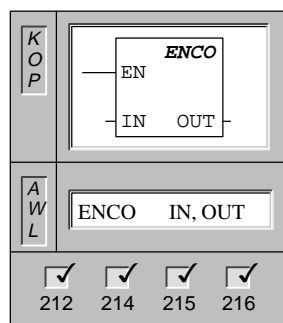 K
O
P
ENCO
EN
IN OUT
A
W
L
ENCO IN, OUT
212 214 215 216